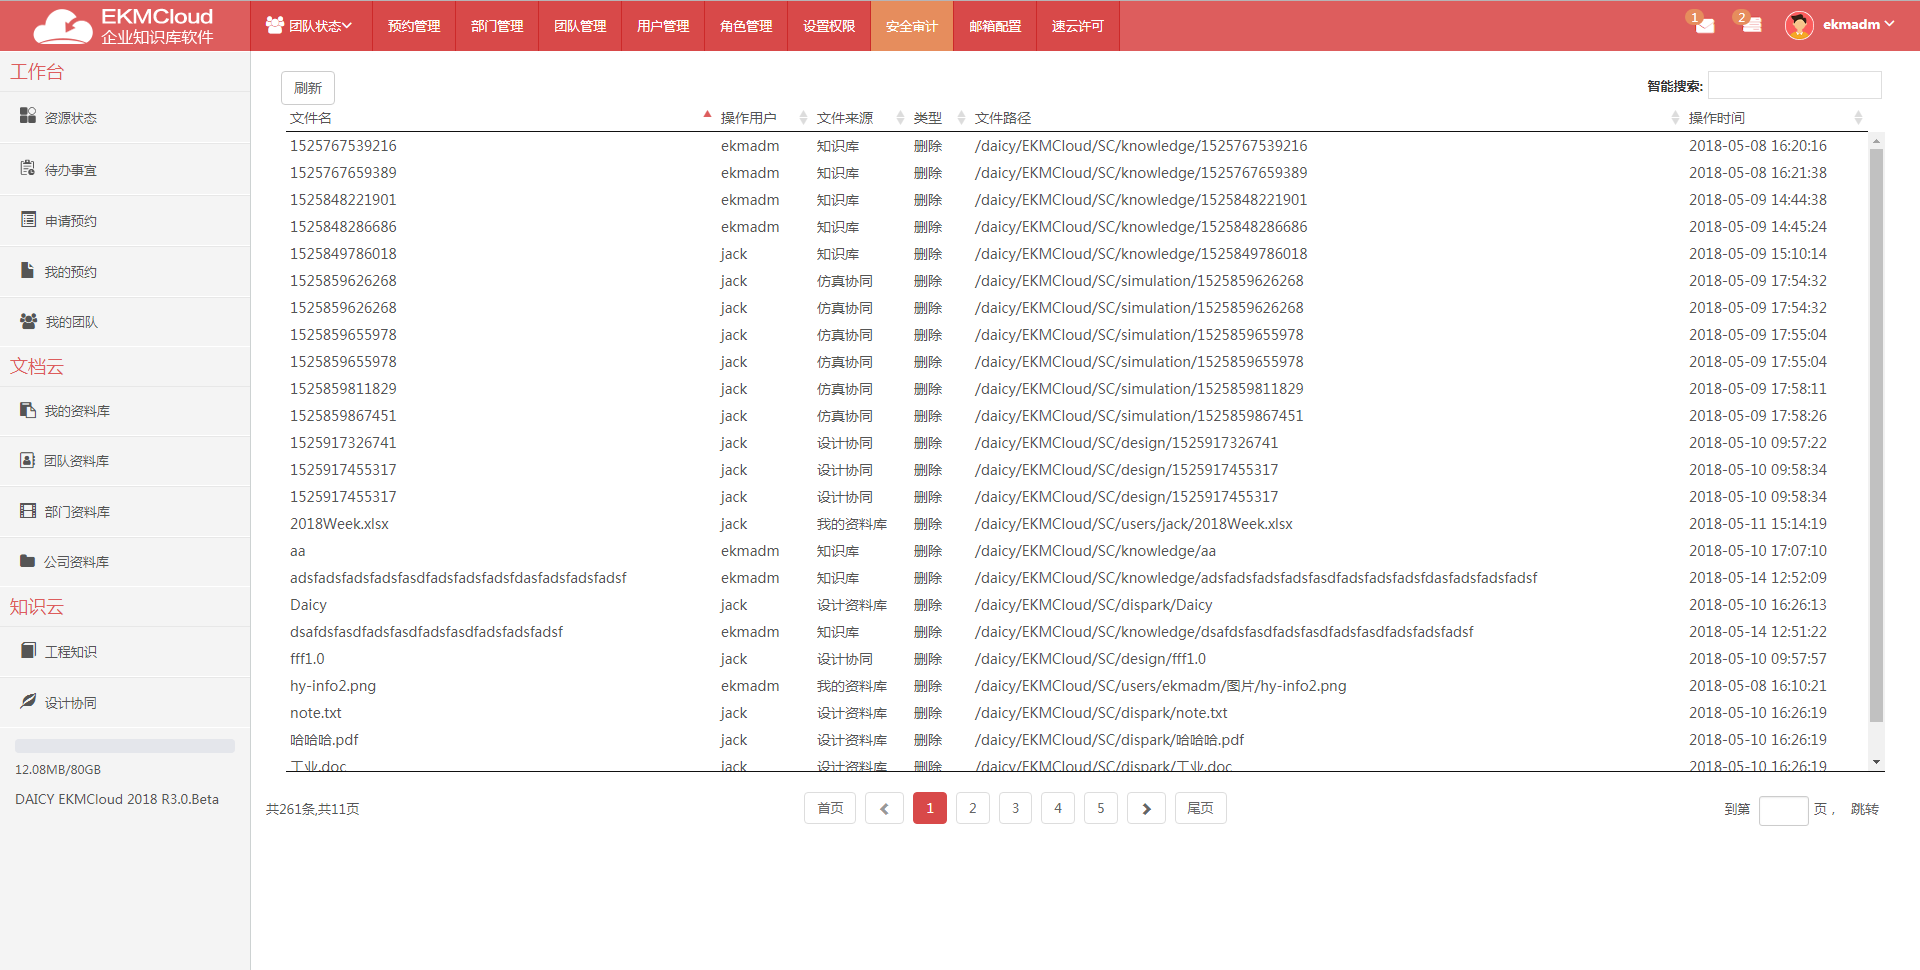 EKMCloud
企业知识库软件
团队状态 预约管理 部门管理 团队管理 用户管理 角色管理 设置权限 安全审计 邮箱配置 速云许可
1 2 ekmadm
工作台
资源状态
待办事宜
申请预约
我的预约
我的团队
文档云
我的资料库
团队资料库
部门资料库
公司资料库
知识云
工程知识
设计协同
12.08MB/80GB
DAICY EKMCloud 2018 R3.0.Beta
刷新 智能搜索:
文件名 操作用户 文件来源 类型 文件路径 操作时间
1525767539216 ekmadm 知识库 删除 /daicy/EKMCloud/SC/knowledge/1525767539216 2018-05-08 16:20:16
1525767659389 ekmadm 知识库 删除 /daicy/EKMCloud/SC/knowledge/1525767659389 2018-05-08 16:21:38
1525848221901 ekmadm 知识库 删除 /daicy/EKMCloud/SC/knowledge/1525848221901 2018-05-09 14:44:38
1525848286686 ekmadm 知识库 删除 /daicy/EKMCloud/SC/knowledge/1525848286686 2018-05-09 14:45:24
1525849786018 jack 知识库 删除 /daicy/EKMCloud/SC/knowledge/1525849786018 2018-05-09 15:10:14
1525859626268 jack 仿真协同 删除 /daicy/EKMCloud/SC/simulation/1525859626268 2018-05-09 17:54:32
1525859626268 jack 仿真协同 删除 /daicy/EKMCloud/SC/simulation/1525859626268 2018-05-09 17:54:32
1525859655978 jack 仿真协同 删除 /daicy/EKMCloud/SC/simulation/1525859655978 2018-05-09 17:55:04
1525859655978 jack 仿真协同 删除 /daicy/EKMCloud/SC/simulation/1525859655978 2018-05-09 17:55:04
1525859811829 jack 仿真协同 删除 /daicy/EKMCloud/SC/simulation/1525859811829 2018-05-09 17:58:11
1525859867451 jack 仿真协同 删除 /daicy/EKMCloud/SC/simulation/1525859867451 2018-05-09 17:58:26
1525917326741 jack 设计协同 删除 /daicy/EKMCloud/SC/design/1525917326741 2018-05-10 09:57:22
1525917455317 jack 设计协同 删除 /daicy/EKMCloud/SC/design/1525917455317 2018-05-10 09:58:34
1525917455317 jack 设计协同 删除 /daicy/EKMCloud/SC/design/1525917455317 2018-05-10 09:58:34
2018Week.xlsx jack 我的资料库 删除 /daicy/EKMCloud/SC/users/jack/2018Week.xlsx 2018-05-11 15:14:19
aa ekmadm 知识库 删除 /daicy/EKMCloud/SC/knowledge/aa 2018-05-10 17:07:10
adsfadsfadsfadsfasdfadsfadsfadsfdasfadsfadsfadsf ekmadm 知识库 删除 /daicy/EKMCloud/SC/knowledge/adsfadsfadsfadsfasdfadsfadsfadsfdasfadsfadsfadsf 2018-05-14 12:52:09
Daicy jack 设计资料库 删除 /daicy/EKMCloud/SC/dispark/Daicy 2018-05-10 16:26:13
dsafdsfasdfadsfasdfadsfasdfadsfadsfadsf ekmadm 知识库 删除 /daicy/EKMCloud/SC/knowledge/dsafdsfasdfadsfasdfadsfasdfadsfadsfadsf 2018-05-14 12:51:22
fff1.0 jack 设计协同 删除 /daicy/EKMCloud/SC/design/fff1.0 2018-05-10 09:57:57
hy-info2.png ekmadm 我的资料库 删除 /daicy/EKMCloud/SC/users/ekmadm/图片/hy-info2.png 2018-05-08 16:10:21
note.txt jack 设计资料库 删除 /daicy/EKMCloud/SC/dispark/note.txt 2018-05-10 16:26:19
哈哈哈.pdf jack 设计资料库 删除 /daicy/EKMCloud/SC/dispark/哈哈哈.pdf 2018-05-10 16:26:19
工业.doc jack 设计资料库 删除 /daicy/EKMCloud/SC/dispark/工业.doc 2018-05-10 16:26:19
共261条,共11页 首页 1 2 3 4 5 尾页 到第 页， 跳转